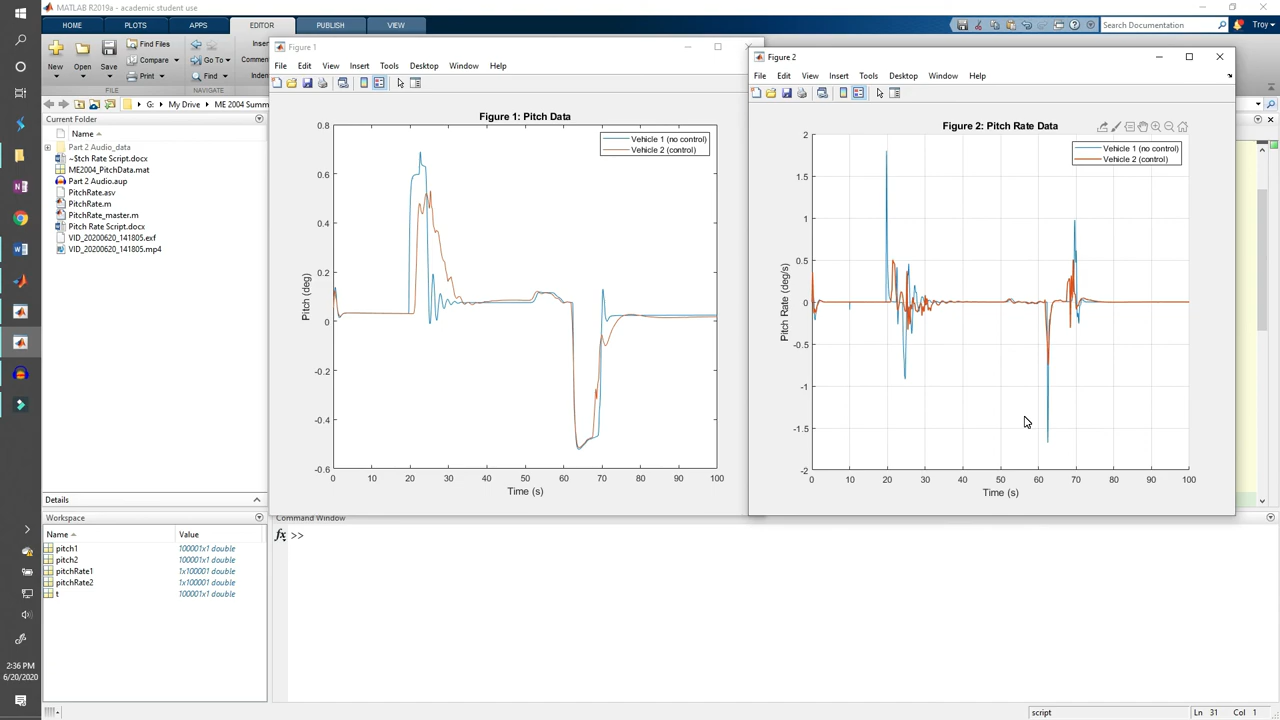 MATLAB R2019a - academic student use
HOME PLOTS APPS EDITOR PUBLISH VIEW
Search Documentation
Troy
New Open Save
Find Files
Compare
Print
Go To
Find
FILE
NAVIGATE
G: My Drive
Current Folder
Name
Part 2 Audio_data
~$tch Rate Script.docx
ME2004_PitchData.mat
Part 2 Audio.aup
PitchRate.asv
PitchRate.m
PitchRate_master.m
Pitch Rate Script.docx
VID_20200620_141805.exf
VID_20200620_141805.mp4
Details
Workspace
Name Value
pitch1 100001x1 double
pitch2 100001x1 double
pitchRate1 1x100001 double
pitchRate2 1x100001 double
t 100001x1 double
Figure 1
File Edit View Insert Tools Desktop Window Help
Figure 1: Pitch Data
Vehicle 1 (no control)
Vehicle 2 (control)
Pitch (deg)
0.8
0.6
0.4
0.2
0
-0.2
-0.4
-0.6
0 10 20 30 40 50 60 70 80 90 100
Time (s)
Figure 2
File Edit View Insert Tools Desktop Window Help
Figure 2: Pitch Rate Data
Vehicle 1 (no control)
Vehicle 2 (control)
Pitch Rate (deg/s)
2
1.5
1
0.5
0
-0.5
-1
-1.5
-2
0 10 20 30 40 50 60 70 80 90 100
Time (s)
Command Window
fx >>
2:36 PM
6/20/2020
script Ln 31 Col 1